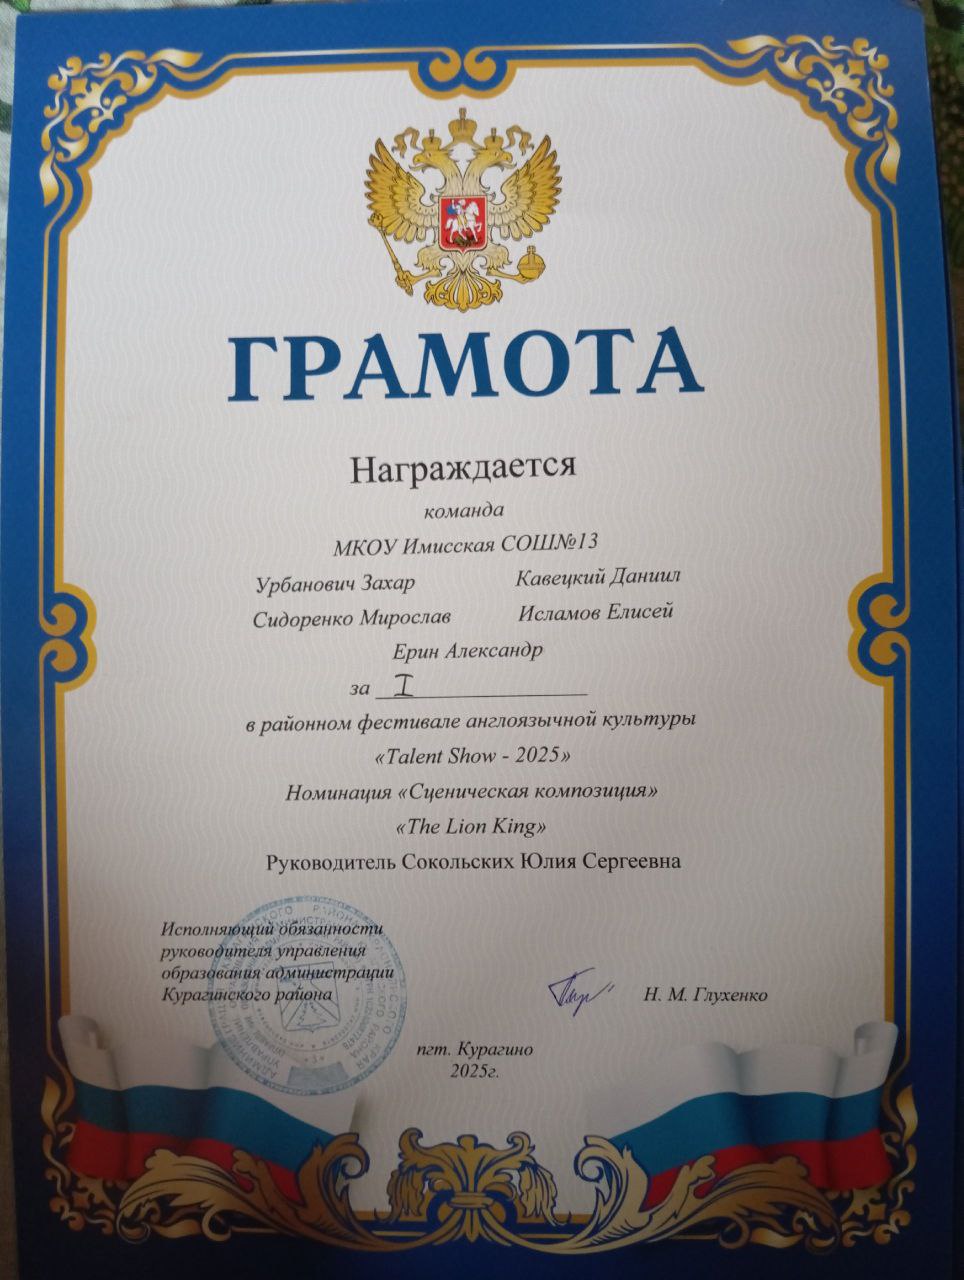 ГРАМОТА
Награждается
команда
МКОУ Имисская СОШ№13
Урбанович Захар Кавецкий Даниил
Сидоренко Мирослав Исламов Елисей
Ерин Александр
за I
в районном фестивале англоязычной культуры
«Talent Show - 2025»
Номинация «Сценическая композиция»
«The Lion King»
Руководитель Сокольских Юлия Сергеевна
Исполняющий обязанности
руководителя управления
образования администрации
Курагинского района
Н. М. Глухенко
пгт. Курагино
2025г.